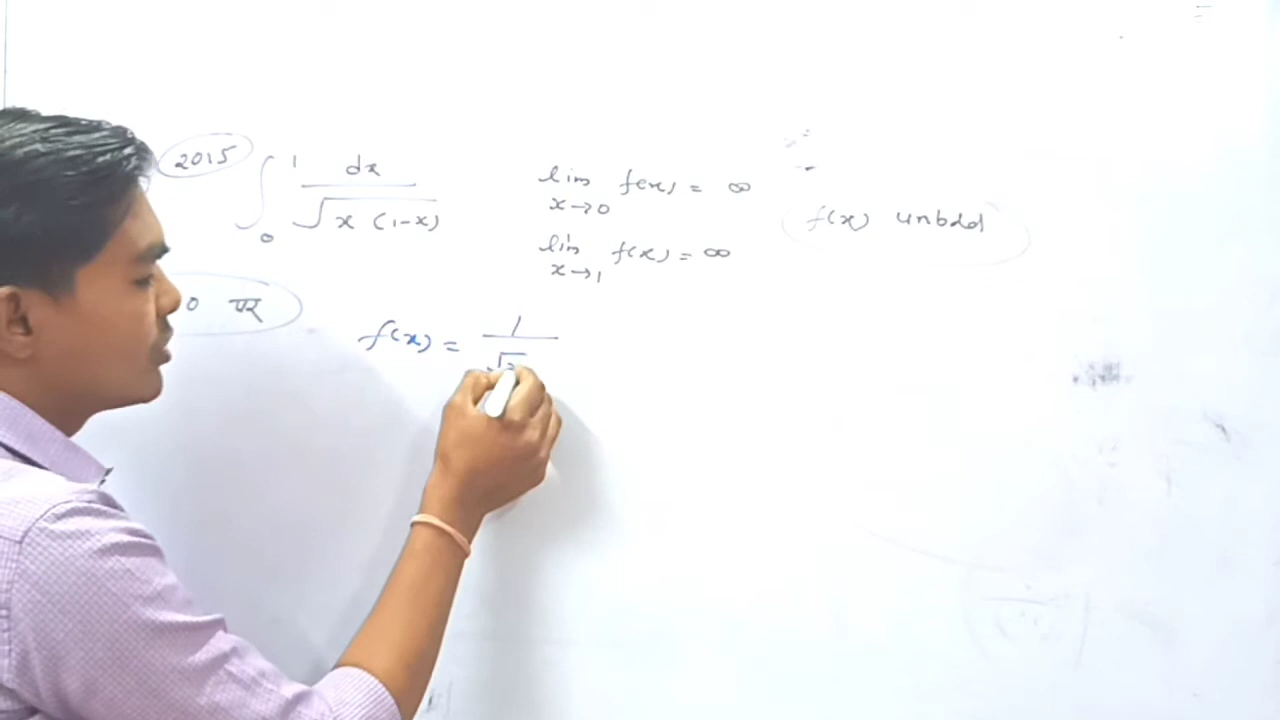 2015 ∫₀¹ dx / √x (1-x)
lim x→0 f(x) = ∞
lim x→1 f(x) = ∞
f(x) unbdd
0 पर
f(x) = 1 / √